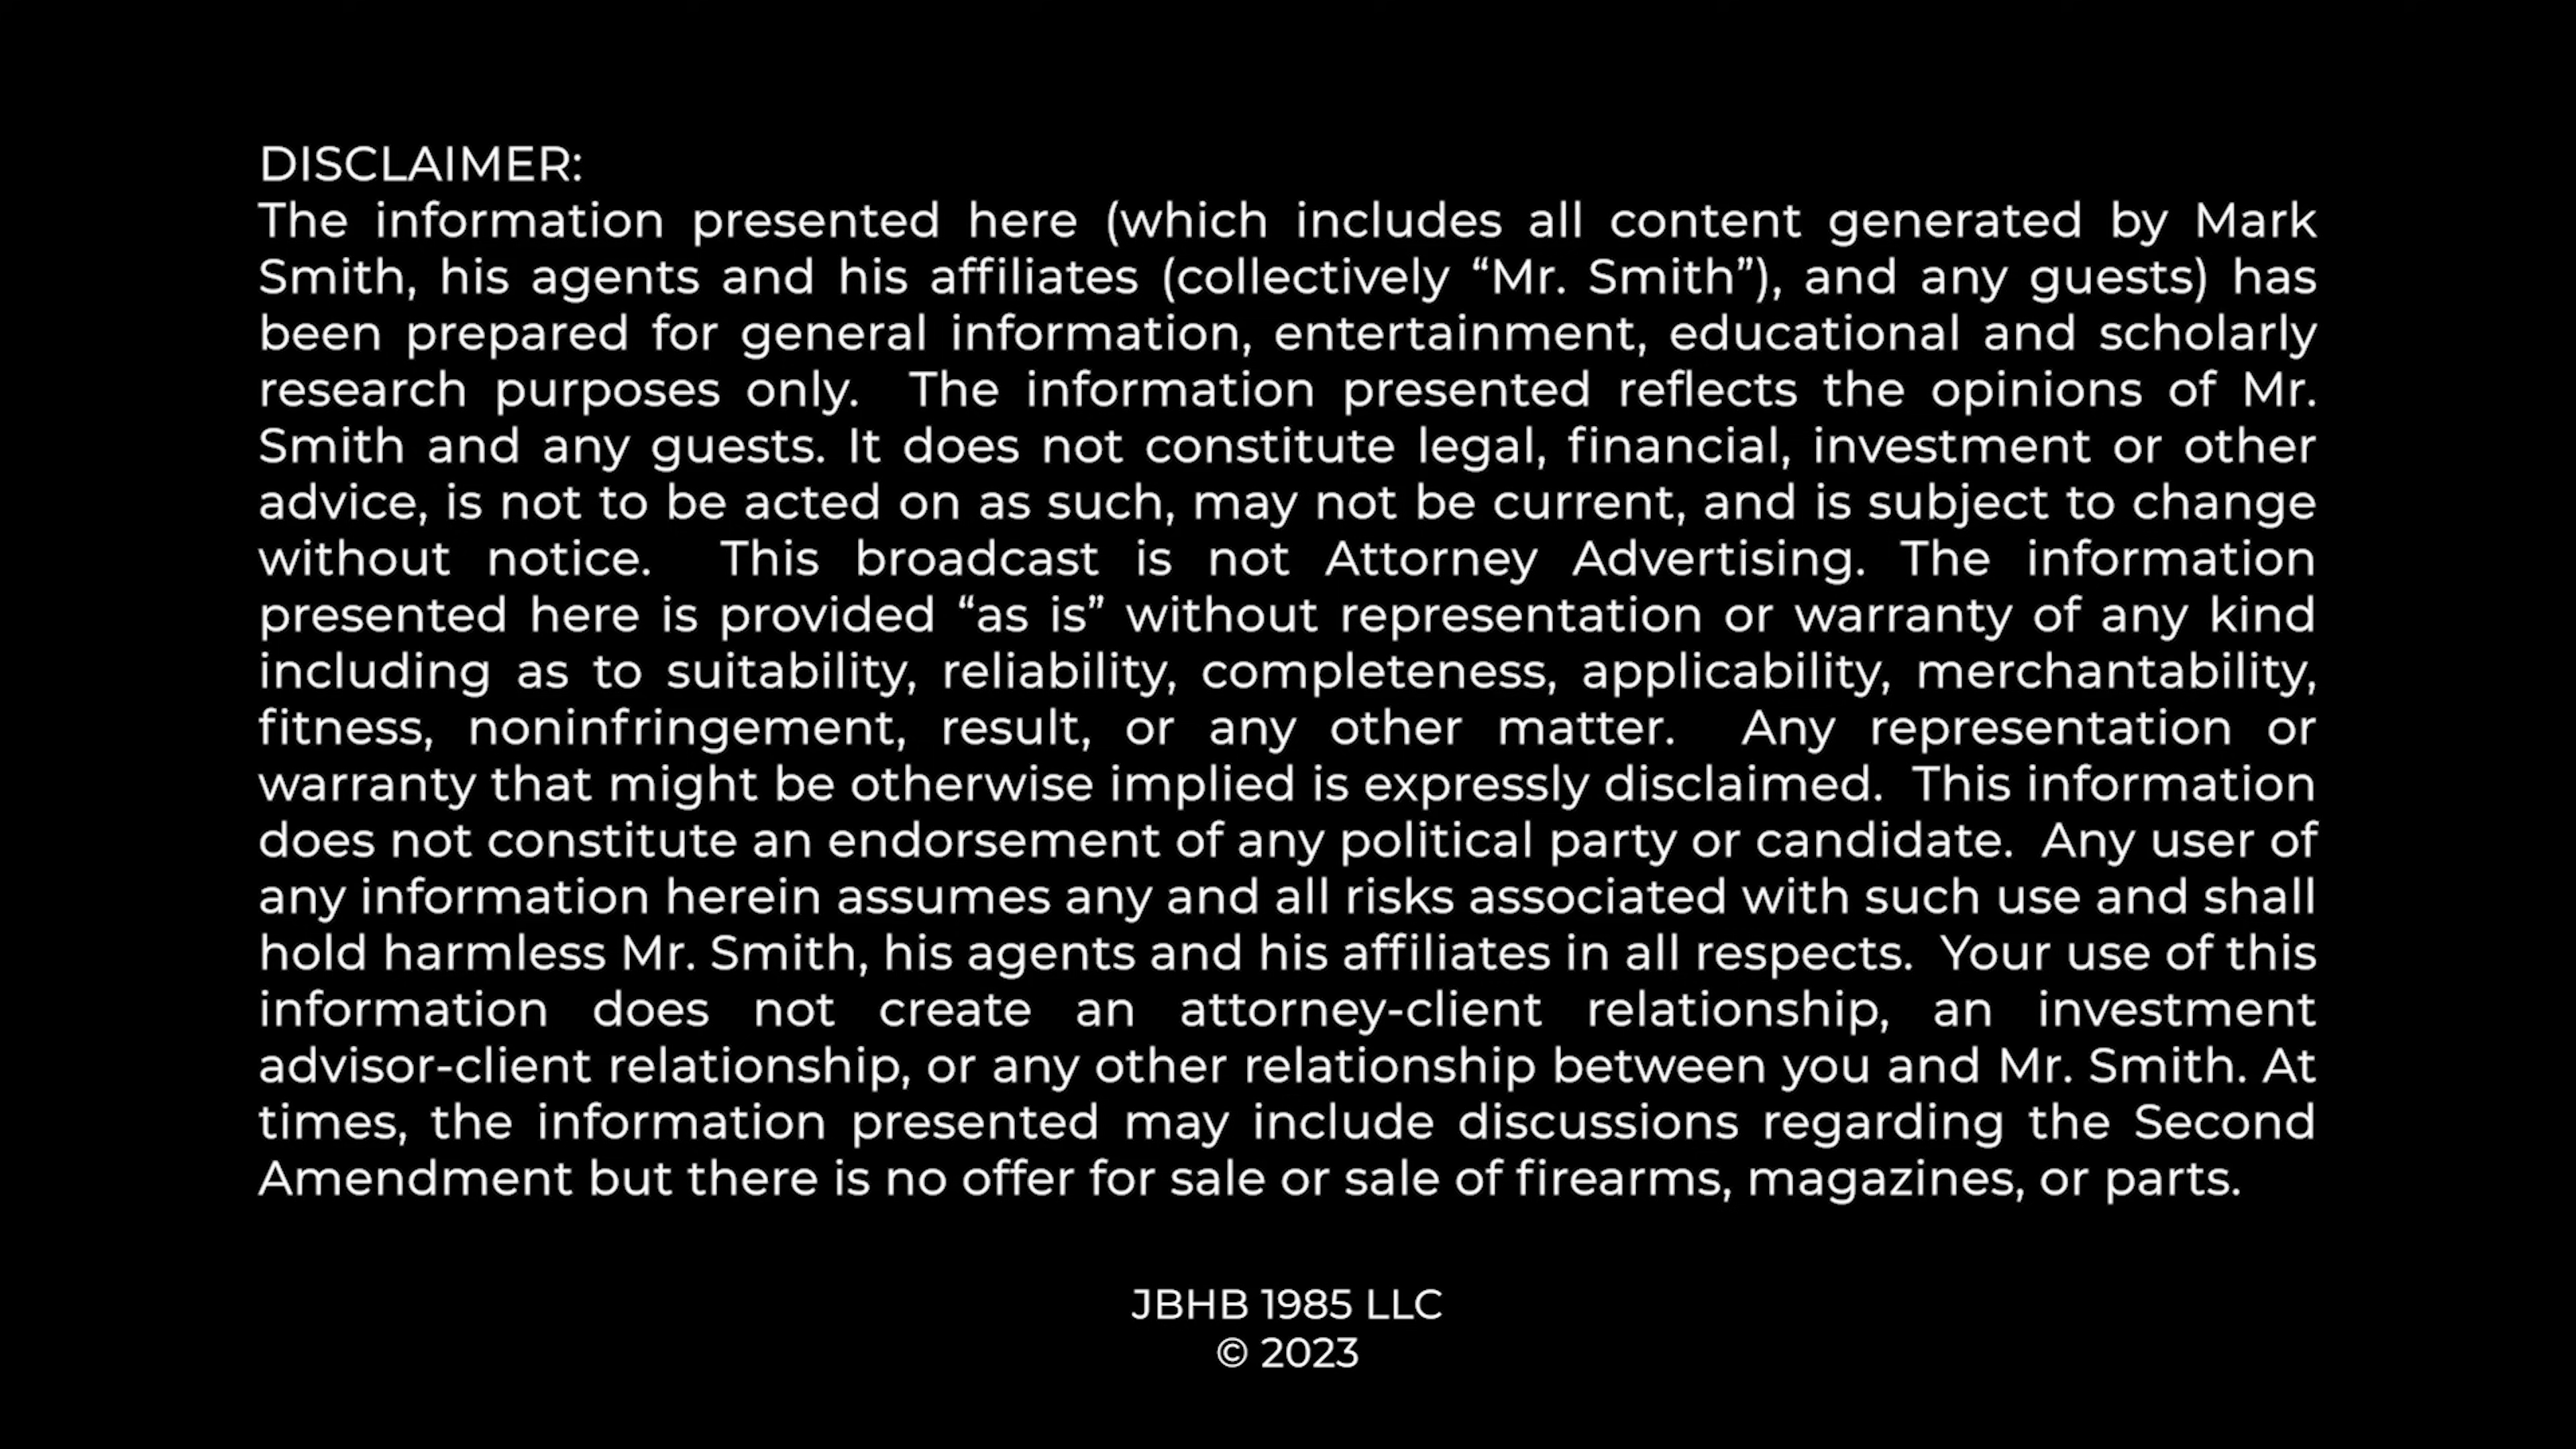 DISCLAIMER:
The information presented here (which includes all content generated by Mark
Smith, his agents and his affiliates (collectively “Mr. Smith”), and any guests) has
been prepared for general information, entertainment, educational and scholarly
research purposes only.  The information presented reflects the opinions of Mr.
Smith and any guests. It does not constitute legal, financial, investment or other
advice, is not to be acted on as such, may not be current, and is subject to change
without notice.  This broadcast is not Attorney Advertising. The information
presented here is provided “as is” without representation or warranty of any kind
including as to suitability, reliability, completeness, applicability, merchantability,
fitness, noninfringement, result, or any other matter.  Any representation or
warranty that might be otherwise implied is expressly disclaimed.  This information
does not constitute an endorsement of any political party or candidate.  Any user of
any information herein assumes any and all risks associated with such use and shall
hold harmless Mr. Smith, his agents and his affiliates in all respects.  Your use of this
information does not create an attorney-client relationship, an investment
advisor-client relationship, or any other relationship between you and Mr. Smith. At
times, the information presented may include discussions regarding the Second
Amendment but there is no offer for sale or sale of firearms, magazines, or parts.
JBHB 1985 LLC
© 2023